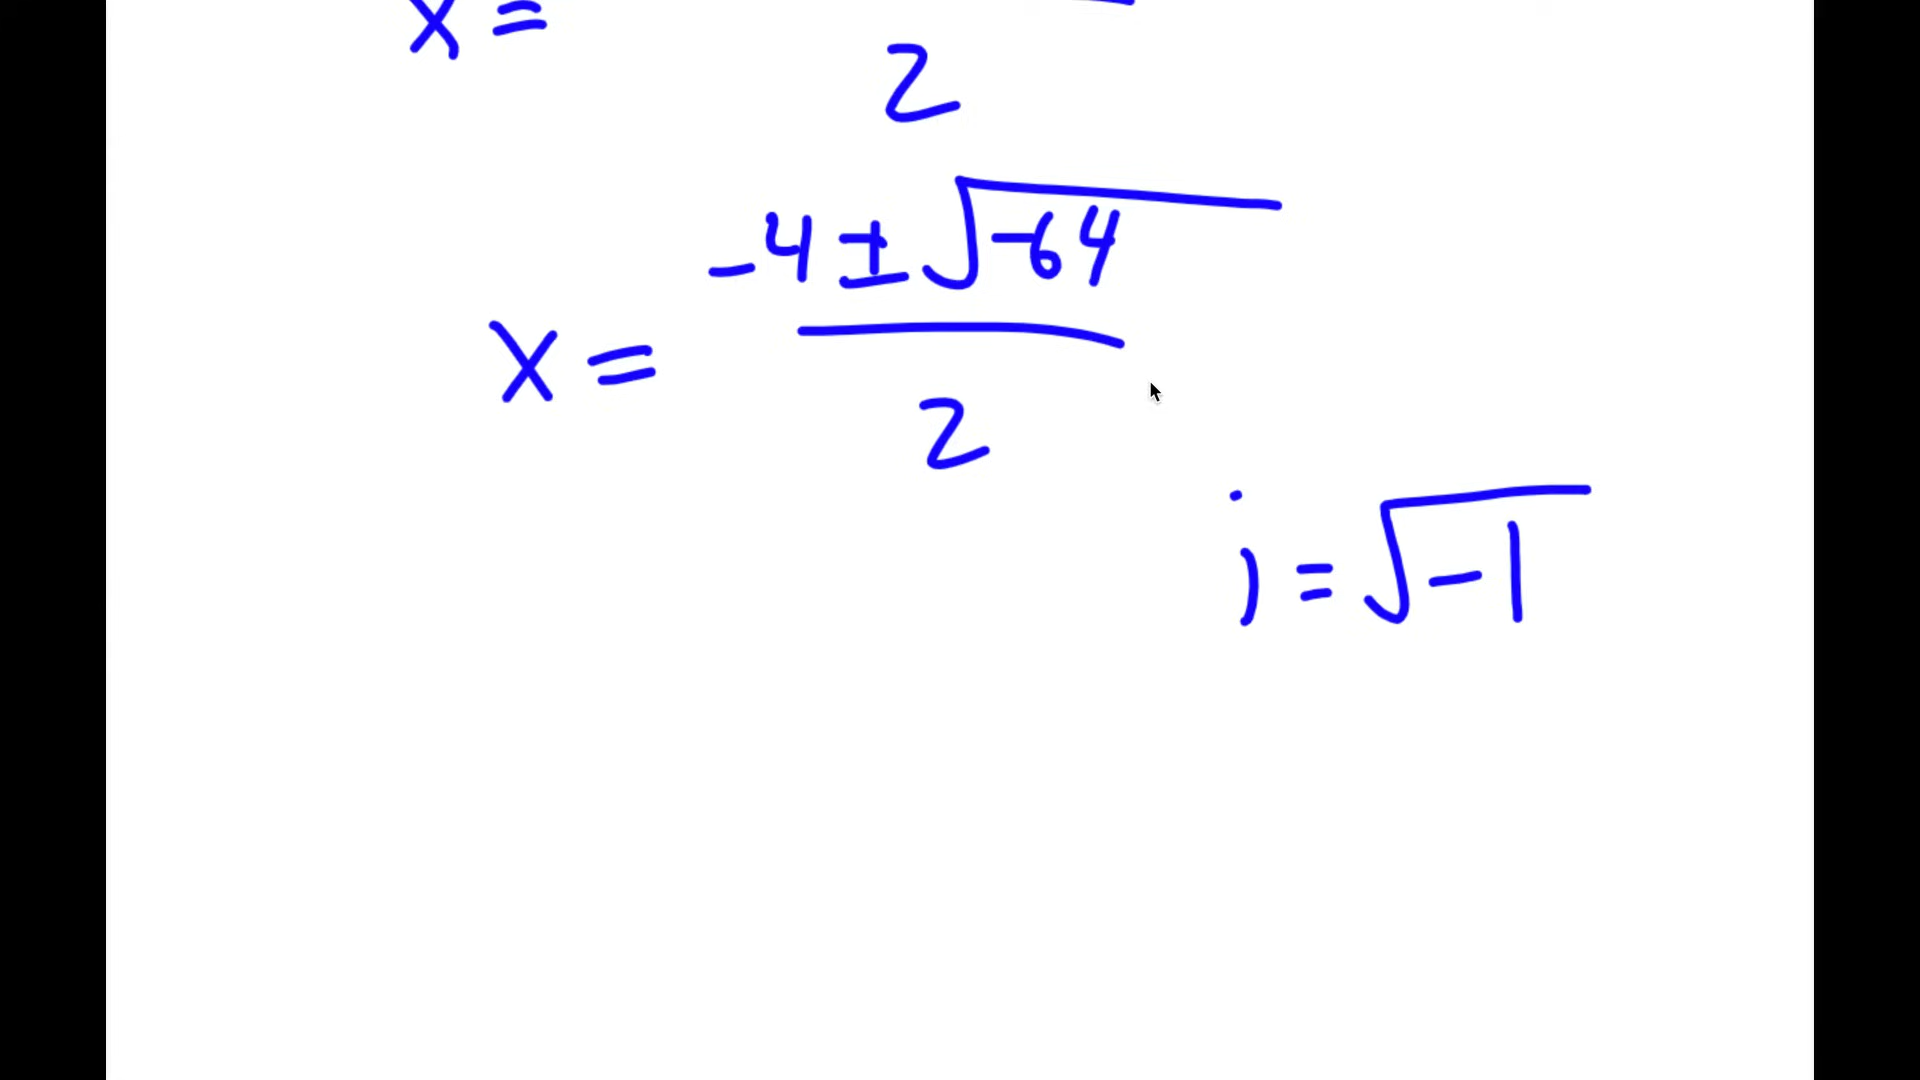 x =
2
-4 ± √-64
x =
2
i = √-1